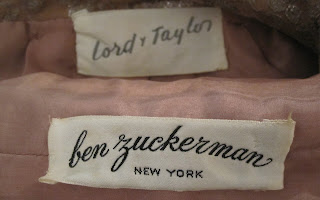 Lord & Taylor
ben zuckerman
NEW YORK